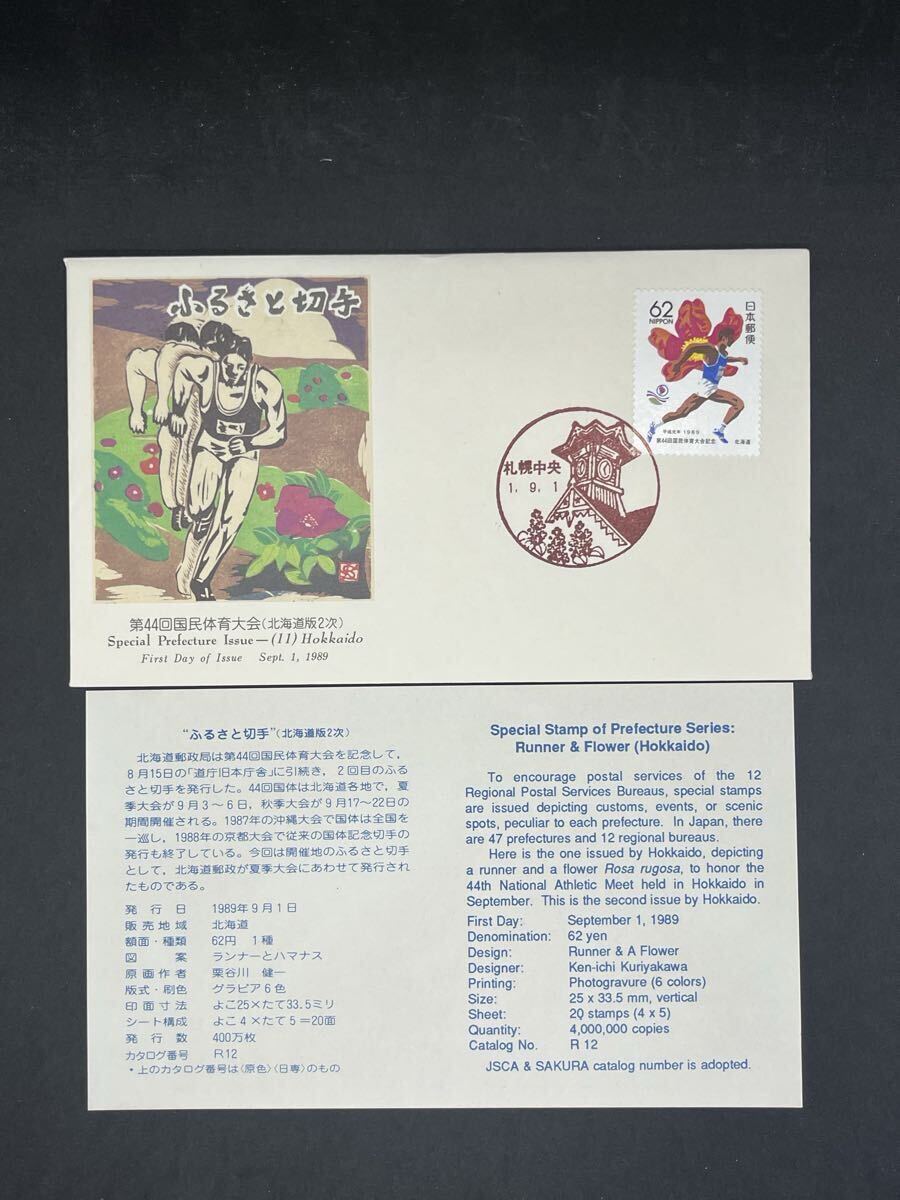 ふるさと切手
第44回国民体育大会(北海道版2次)
Special Prefecture Issue—(11) Hokkaido
First Day of Issue Sept. 1, 1989
62
NIPPON
日本郵便
平成元年 1989
第44回国民体育大会記念
北海道
札幌中央
1. 9. 1
“ふるさと切手”(北海道版2次)
北海道郵政局は第44回国民体育大会を記念して,
8月15日の「道庁旧本庁舎」に引続き, 2回目のふる
さと切手を発行した。44回国体は北海道各地で, 夏
季大会が9月3〜6日, 秋季大会が9月17〜22日の
期間開催される。1987年の沖縄大会で国体は全国を
一巡し, 1988年の京都大会で従来の国体記念切手の
発行も終了している。今回は開催地のふるさと切手
として, 北海道郵政が夏季大会にあわせて発行され
たものである。
発行日 1989年9月1日
販売地域 北海道
額面・種類 62円 1種
図案 ランナーとハマナス
原画作者 栗谷川 健一
版式・刷色 グラビア6色
印面寸法 よこ25×たて33.5ミリ
シート構成 よこ4×たて5=20面
発行数 400万枚
カタログ番号 R12
・上のカタログ番号は〈原色〉〈日専〉のもの
Special Stamp of Prefecture Series:
Runner & Flower (Hokkaido)
To encourage postal services of the 12
Regional Postal Services Bureaus, special stamps
are issued depicting customs, events, or scenic
spots, peculiar to each prefecture. In Japan, there
are 47 prefectures and 12 regional bureaus.
Here is the one issued by Hokkaido, depicting
a runner and a flower Rosa rugosa, to honor the
44th National Athletic Meet held in Hokkaido in
September. This is the second issue by Hokkaido.
First Day: September 1, 1989
Denomination: 62 yen
Design: Runner & A Flower
Designer: Ken-ichi Kuriyakawa
Printing: Photogravure (6 colors)
Size: 25 x 33.5 mm, vertical
Sheet: 20 stamps (4 x 5)
Quantity: 4,000,000 copies
Catalog No. R 12
JSCA & SAKURA catalog number is adopted.